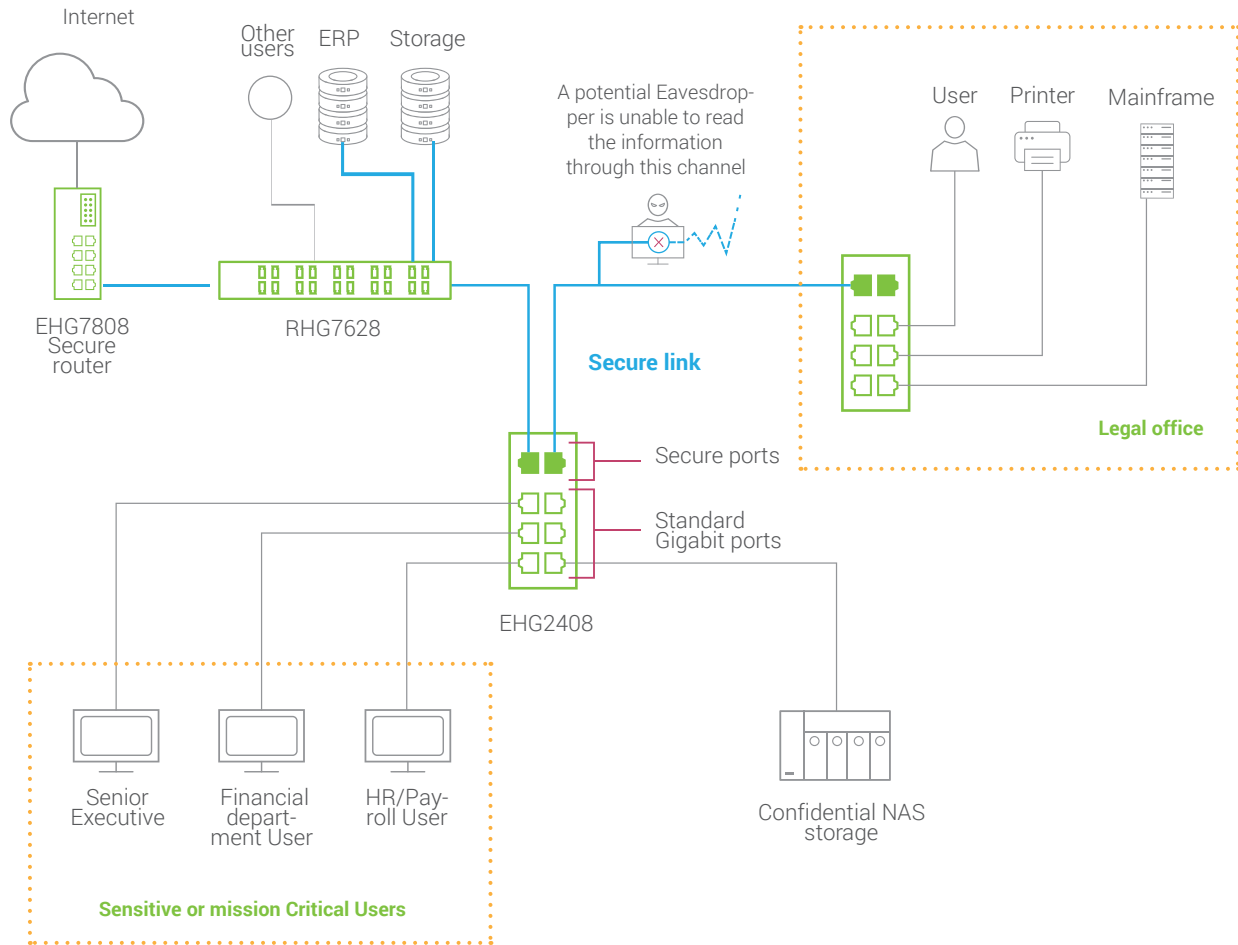 Internet
Other
users
ERP
Storage
A potential Eavesdrop-
per is unable to read
the information
through this channel
User
Printer
Mainframe
EHG7808
Secure
router
RHG7628
Secure link
Legal office
Secure ports
Standard
Gigabit ports
EHG2408
Senior
Executive
Financial
depart-
ment User
HR/Pay-
roll User
Confidential NAS
storage
Sensitive or mission Critical Users